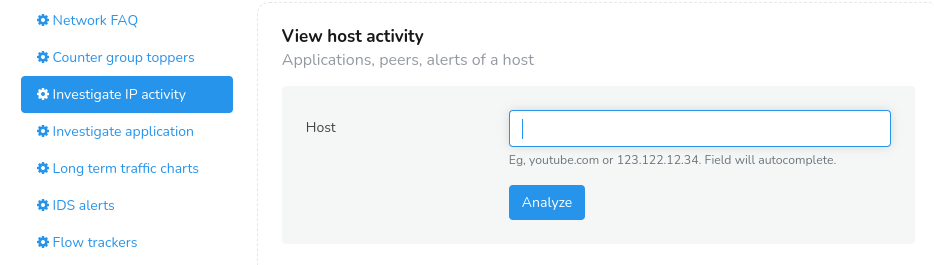 Network FAQ
Counter group toppers
Investigate IP activity
Investigate application
Long term traffic charts
IDS alerts
Flow trackers
View host activity
Applications, peers, alerts of a host
Host
Eg, youtube.com or 123.122.12.34. Field will autocomplete.
Analyze